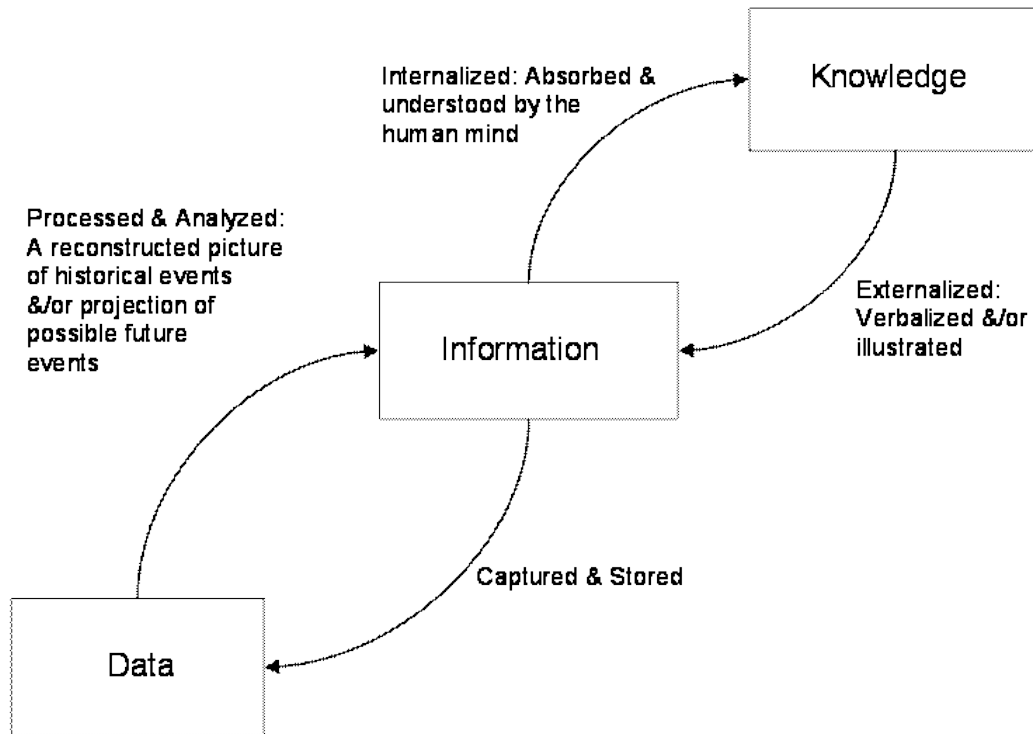 Knowledge
Internalized: Absorbed &
understood by the
human mind
Processed & Analyzed:
A reconstructed picture
of historical events
&/or projection of
possible future
events
Externalized:
Verbalized &/or
illustrated
Information
Captured & Stored
Data